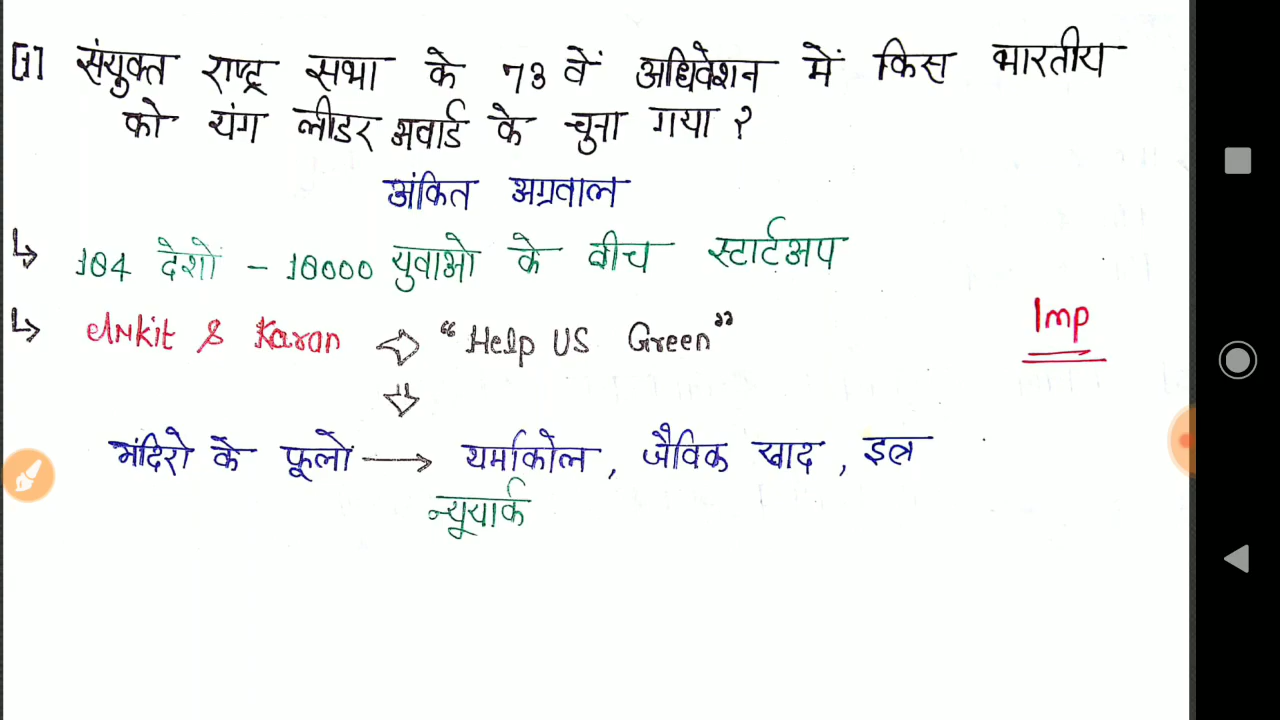 [1] संयुक्त राष्ट्र सभा के 73 वें अधिवेशन में किस भारतीय
को यंग लीडर अवार्ड के चुना गया ?
अंकित अग्रवाल
↳ 184 देशों - 18000 युवाओ के बीच स्टार्टअप
↳ Ankit & Karan ⇒ "Help US Green"
Imp
⇓
मंदिरो के फूलो → थर्माकोल, जैविक खाद, इत्र
न्यूयार्क